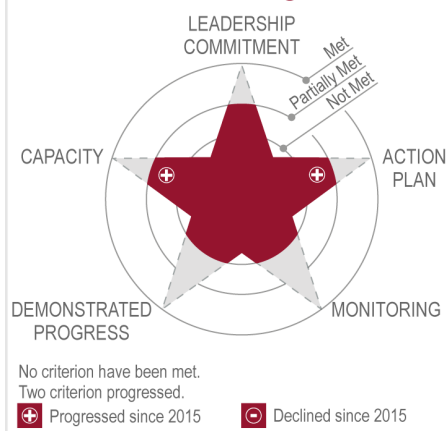 LEADERSHIP
COMMITMENT
Met
Partially Met
Not Met
CAPACITY
ACTION
PLAN
DEMONSTRATED
PROGRESS
MONITORING
No criterion have been met.
Two criterion progressed.
Progressed since 2015
Declined since 2015